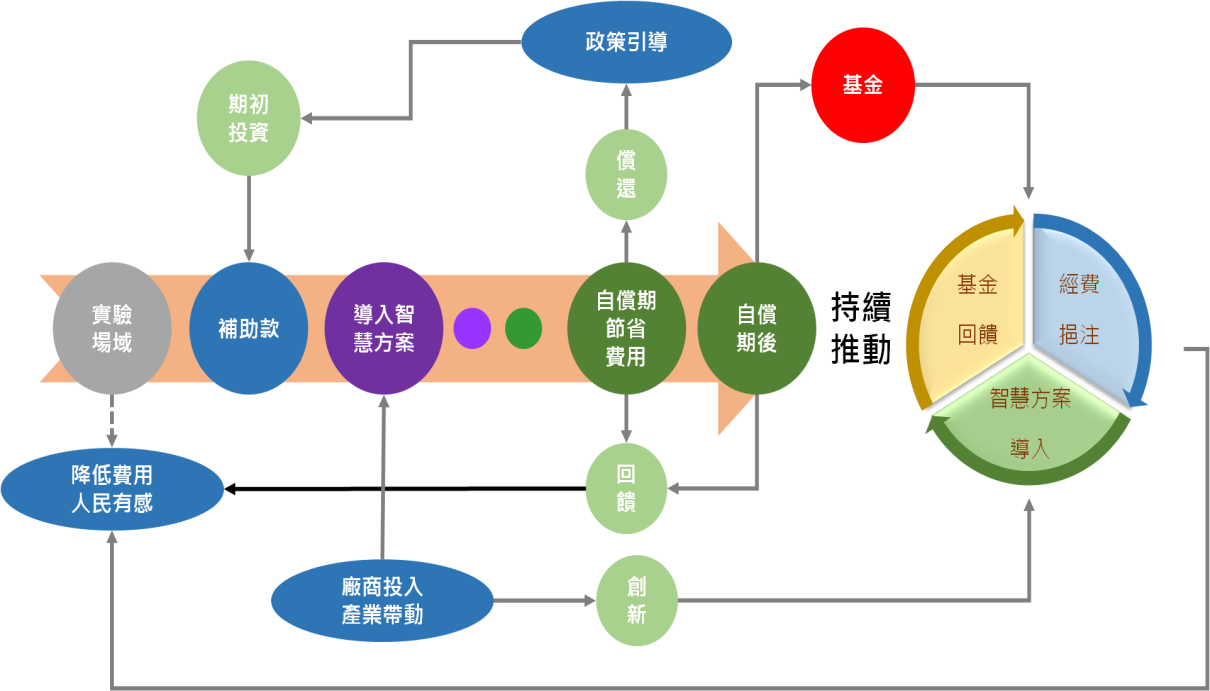 政策引導
基金
期初
投資
償
還
實驗
場域
補助款
導入智
慧方案
自償期
節省
費用
自償
期後
持續
推動
基金
回饋
經費
挹注
智慧方案
導入
降低費用
人民有感
回
饋
廠商投入
產業帶動
創
新